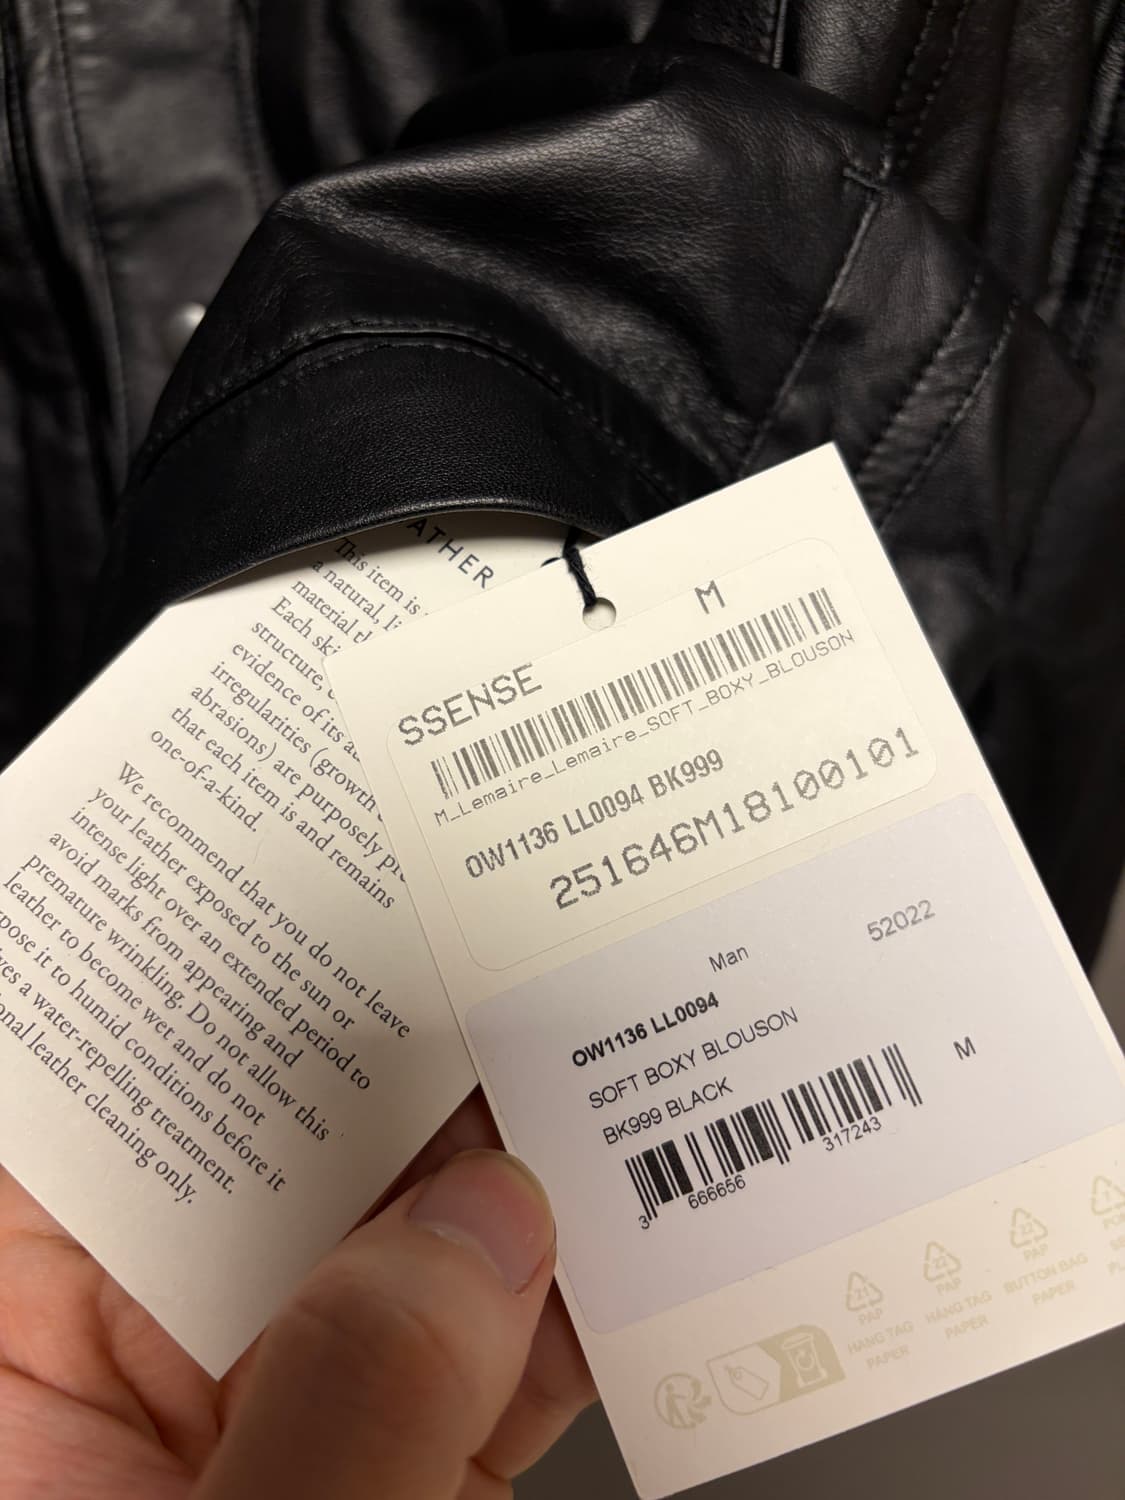 ATHER
This item is
a natural,
material
Each
structure,
evidence of its
irregularities (growth
abrasions) are purposely
that each item is and remains
one-of-a-kind.
We recommend that you do not leave
your leather exposed to the sun or
intense light over an extended period to
avoid marks from appearing and
premature wrinkling. Do not allow this
leather to become wet and do not
pose it to humid conditions before it
a water-repelling treatment.
onal leather cleaning only.
M
SSENSE
M_Lemaire_Lemaire_SOFT_BOXY_BLOUSON
OW1136 LL0094 BK999
251646M18100101
Man 52022
OW1136 LL0094
SOFT BOXY BLOUSON
BK999 BLACK M
3 666656 317243
21 PAP HANG TAG PAPER
22 PAP HANG TAG PAPER
22 PAP BUTTON BAG PAPER